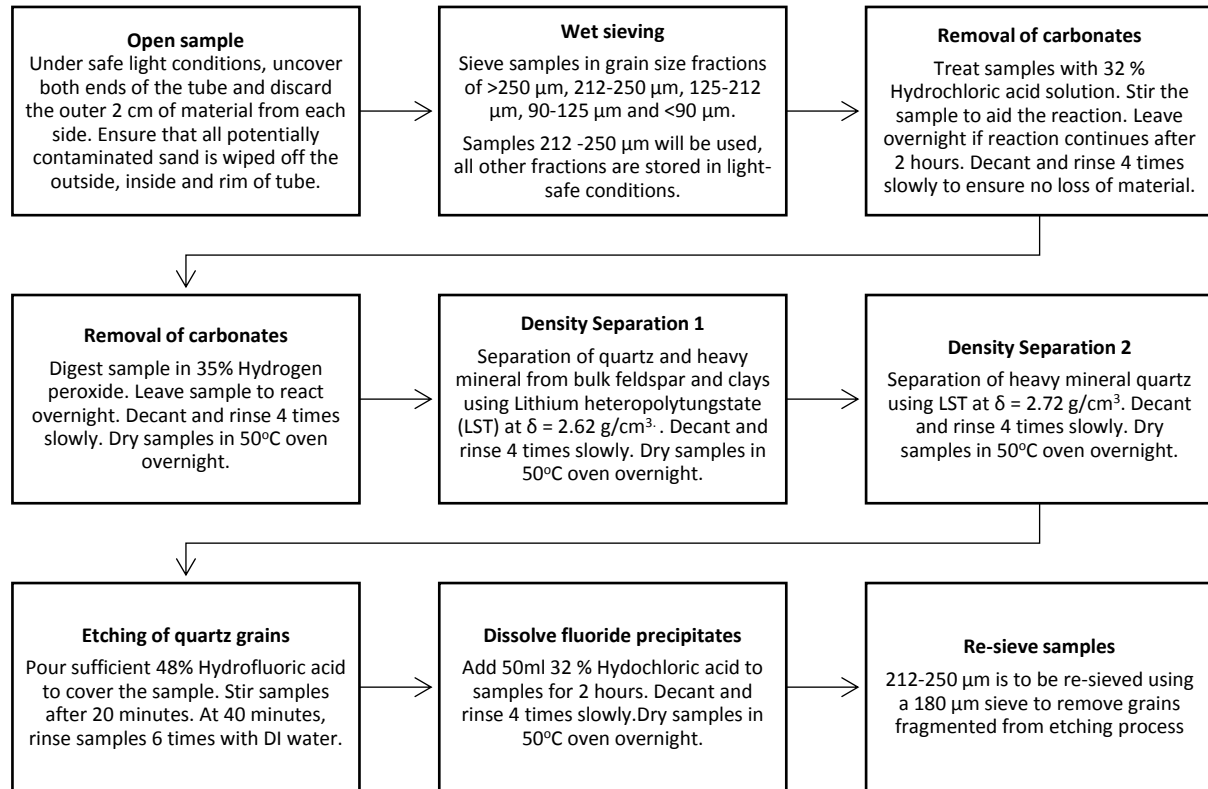 Open sample
Under safe light conditions, uncover
both ends of the tube and discard
the outer 2 cm of material from each
side. Ensure that all potentially
contaminated sand is wiped off the
outside, inside and rim of tube.
Wet sieving
Sieve samples in grain size fractions
of >250 µm, 212-250 µm, 125-212
µm, 90-125 µm and <90 µm.
Samples 212 -250 µm will be used,
all other fractions are stored in light-
safe conditions.
Removal of carbonates
Treat samples with 32 %
Hydrochloric acid solution. Stir the
sample to aid the reaction. Leave
overnight if reaction continues after
2 hours. Decant and rinse 4 times
slowly to ensure no loss of material.
Removal of carbonates
Digest sample in 35% Hydrogen
peroxide. Leave sample to react
overnight. Decant and rinse 4 times
slowly. Dry samples in 50°C oven
overnight.
Density Separation 1
Separation of quartz and heavy
mineral from bulk feldspar and clays
using Lithium heteropolytungstate
(LST) at δ = 2.62 g/cm³· . Decant and
rinse 4 times slowly. Dry samples in
50°C oven overnight.
Density Separation 2
Separation of heavy mineral quartz
using LST at δ = 2.72 g/cm³. Decant
and rinse 4 times slowly. Dry
samples in 50°C oven overnight.
Etching of quartz grains
Pour sufficient 48% Hydrofluoric acid
to cover the sample. Stir samples
after 20 minutes. At 40 minutes,
rinse samples 6 times with DI water.
Dissolve fluoride precipitates
Add 50ml 32 % Hydochloric acid to
samples for 2 hours. Decant and
rinse 4 times slowly.Dry samples in
50°C oven overnight.
Re-sieve samples
212-250 µm is to be re-sieved using
a 180 µm sieve to remove grains
fragmented from etching process